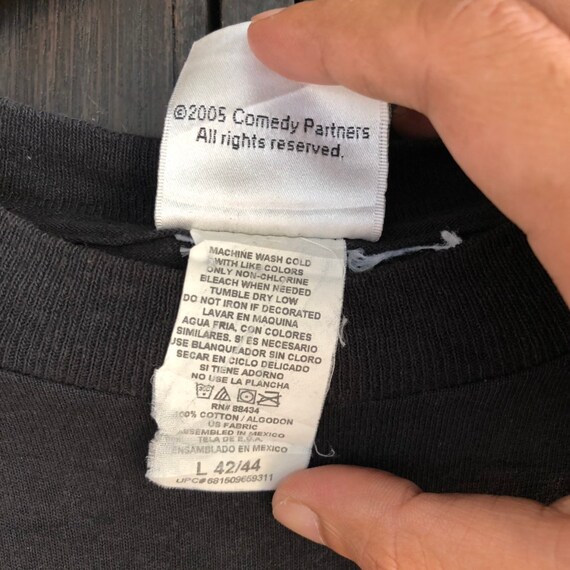 ©2005 Comedy Partners
All rights reserved.
MACHINE WASH COLD
WITH LIKE COLORS
ONLY NON-CHLORINE
BLEACH WHEN NEEDED
TUMBLE DRY LOW
DO NOT IRON IF DECORATED
LAVAR EN MAQUINA
AGUA FRIA, CON COLORES
SIMILARES. SI ES NECESARIO
USE BLANQUEADOR SIN CLORO
SECAR EN CICLO DELICADO
SI TIENE ADORNO
NO USE LA PLANCHA
RN# 88434
100% COTTON / ALGODON
US FABRIC
ASSEMBLED IN MEXICO
TELA DE E.U.A.
ENSAMBLADO EN MEXICO
L 42/44
UPC# 681509659311